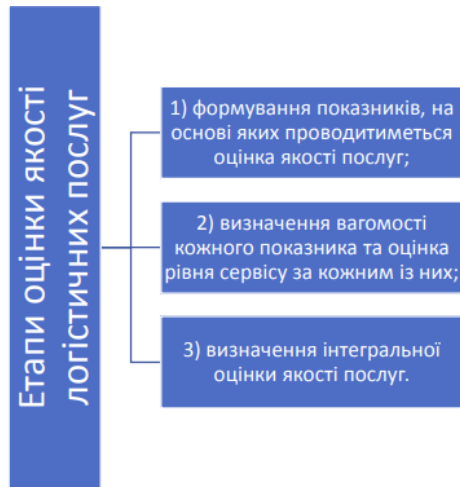 Етапи оцінки якості
логістичних послуг
1) формування показників, на
основі яких проводитиметься
оцінка якості послуг;
2) визначення вагомості
кожного показника та оцінка
рівня сервісу за кожним із них;
3) визначення інтегральної
оцінки якості послуг.